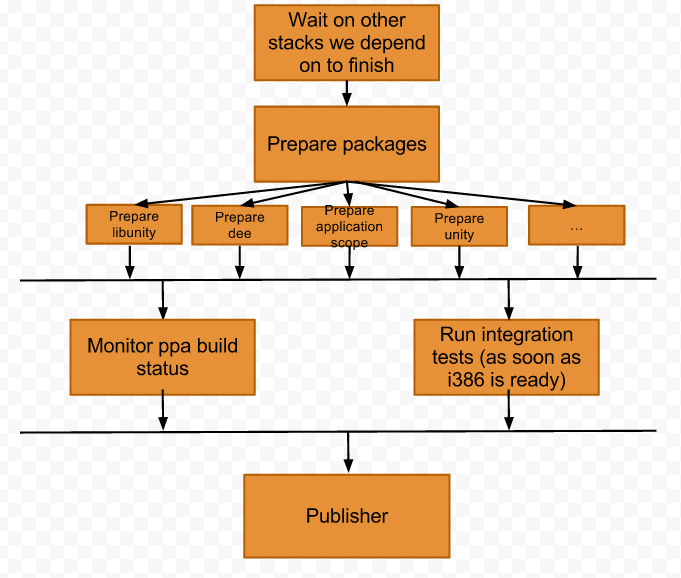 Wait on other
stacks we depend
on to finish
Prepare packages
Prepare
libunity
Prepare
dee
Prepare
application
scope
Prepare
unity
...
Monitor ppa build
status
Run integration
tests (as soon as
i386 is ready)
Publisher